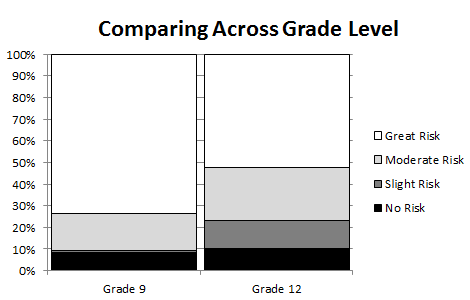 Comparing Across Grade Level
100%
90%
80%
70%
60%
50%
40%
30%
20%
10%
0%
Grade 9
Grade 12
Great Risk
Moderate Risk
Slight Risk
No Risk